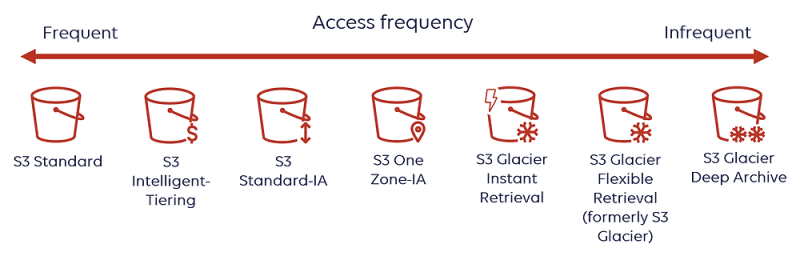 Access frequency
Frequent
Infrequent
S3 Standard
S3
Intelligent-
Tiering
S3
Standard-IA
S3 One
Zone-IA
S3 Glacier
Instant
Retrieval
S3 Glacier
Flexible
Retrieval
(formerly S3
Glacier)
S3 Glacier
Deep Archive